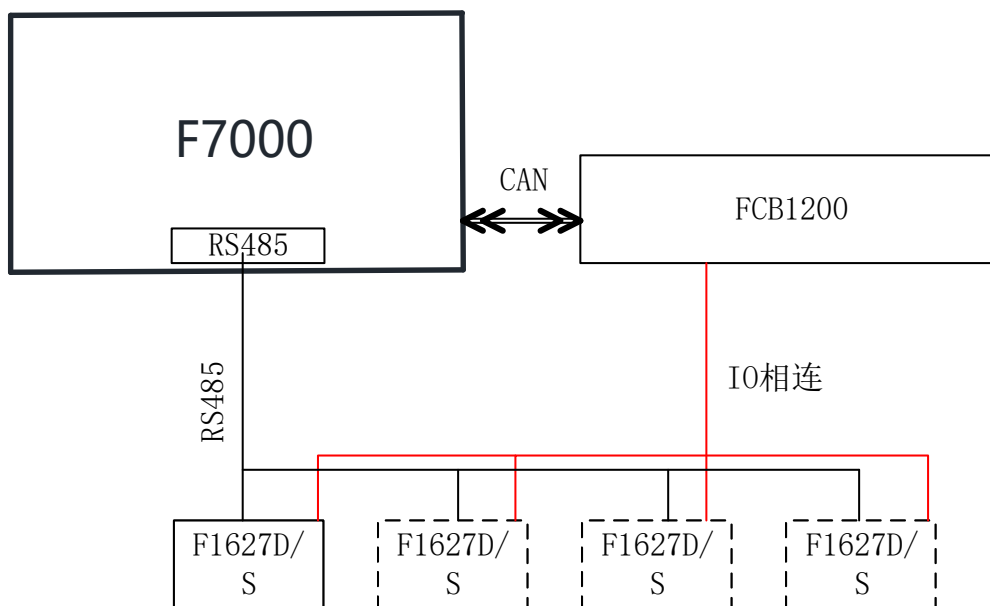 F7000
CAN
FCB1200
RS485
RS485
IO相连
F1627D/
S
F1627D/
S
F1627D/
S
F1627D/
S